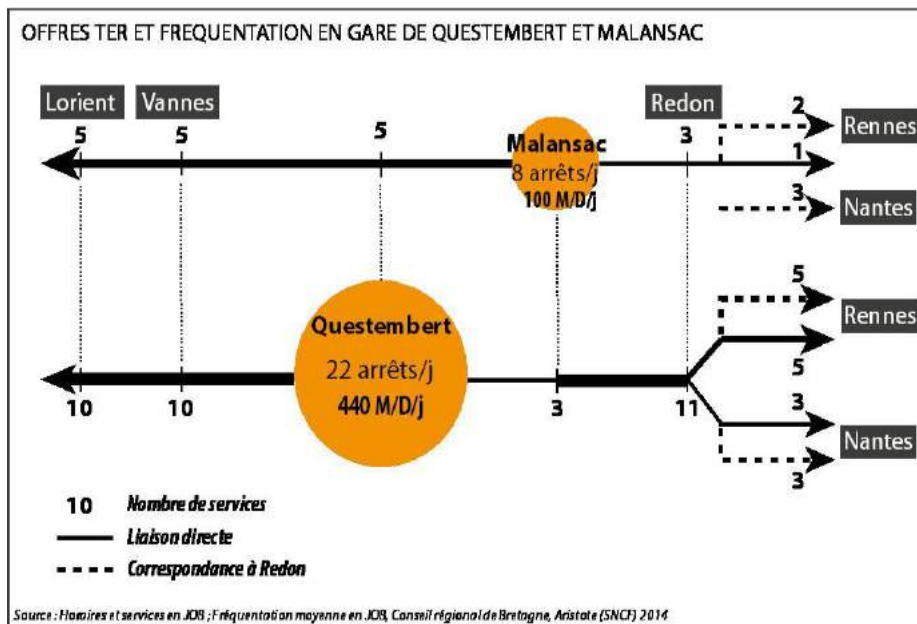 OFFRES TER ET FREQUENTATION EN GARE DE QUESTEMBERT ET MALANSAC
Lorient Vannes Redon
5 5 5 3 2
Rennes
Malansac
8 arrêts/j
100 M/D/j
1
3
Nantes
5
Rennes
Questembert
22 arrêts/j
440 M/D/j
5
10 10 3 11
3
Nantes
3
10 Nombre de services
Liaison directe
Correspondance à Redon
Source : Horaires et services en JOB ; Fréquentation moyenne en JOB, Conseil régional de Bretagne, Aristote (SNCF) 2014